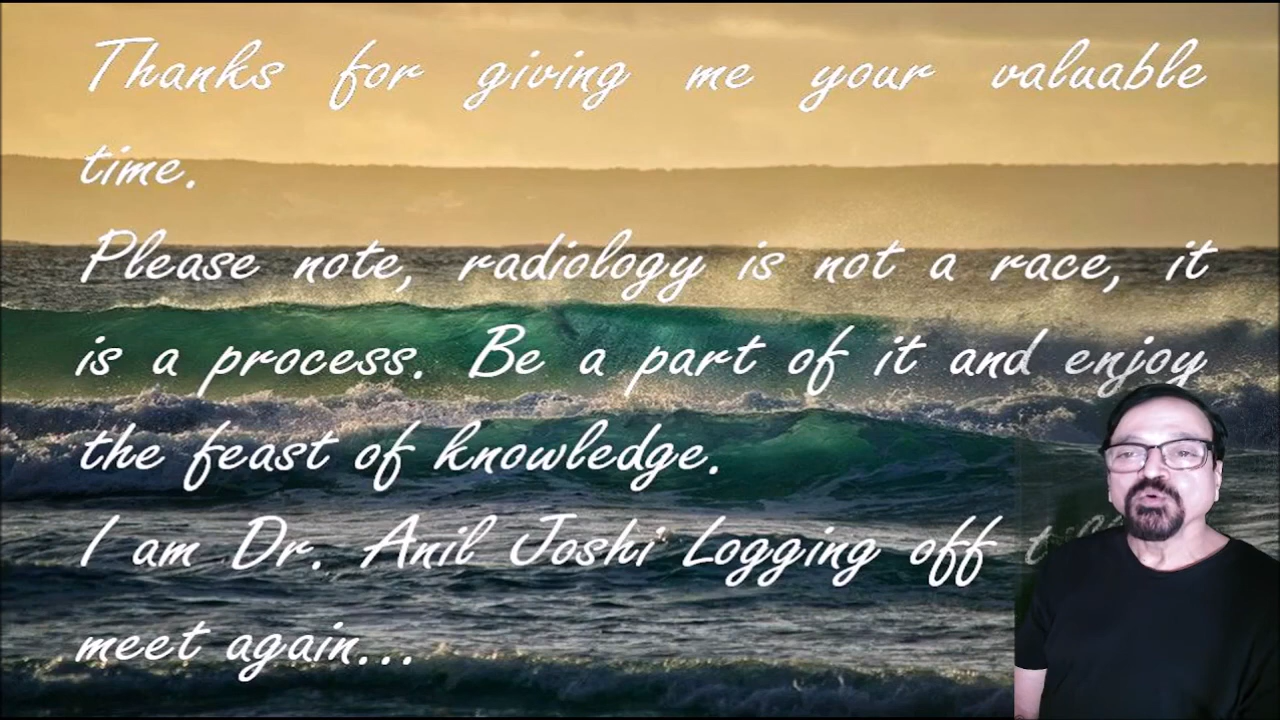 Thanks for giving me your valuable
time.
Please note, radiology is not a race, it
is a process. Be a part of it and enjoy
the feast of knowledge.
I am Dr. Anil Joshi Logging off
meet again...